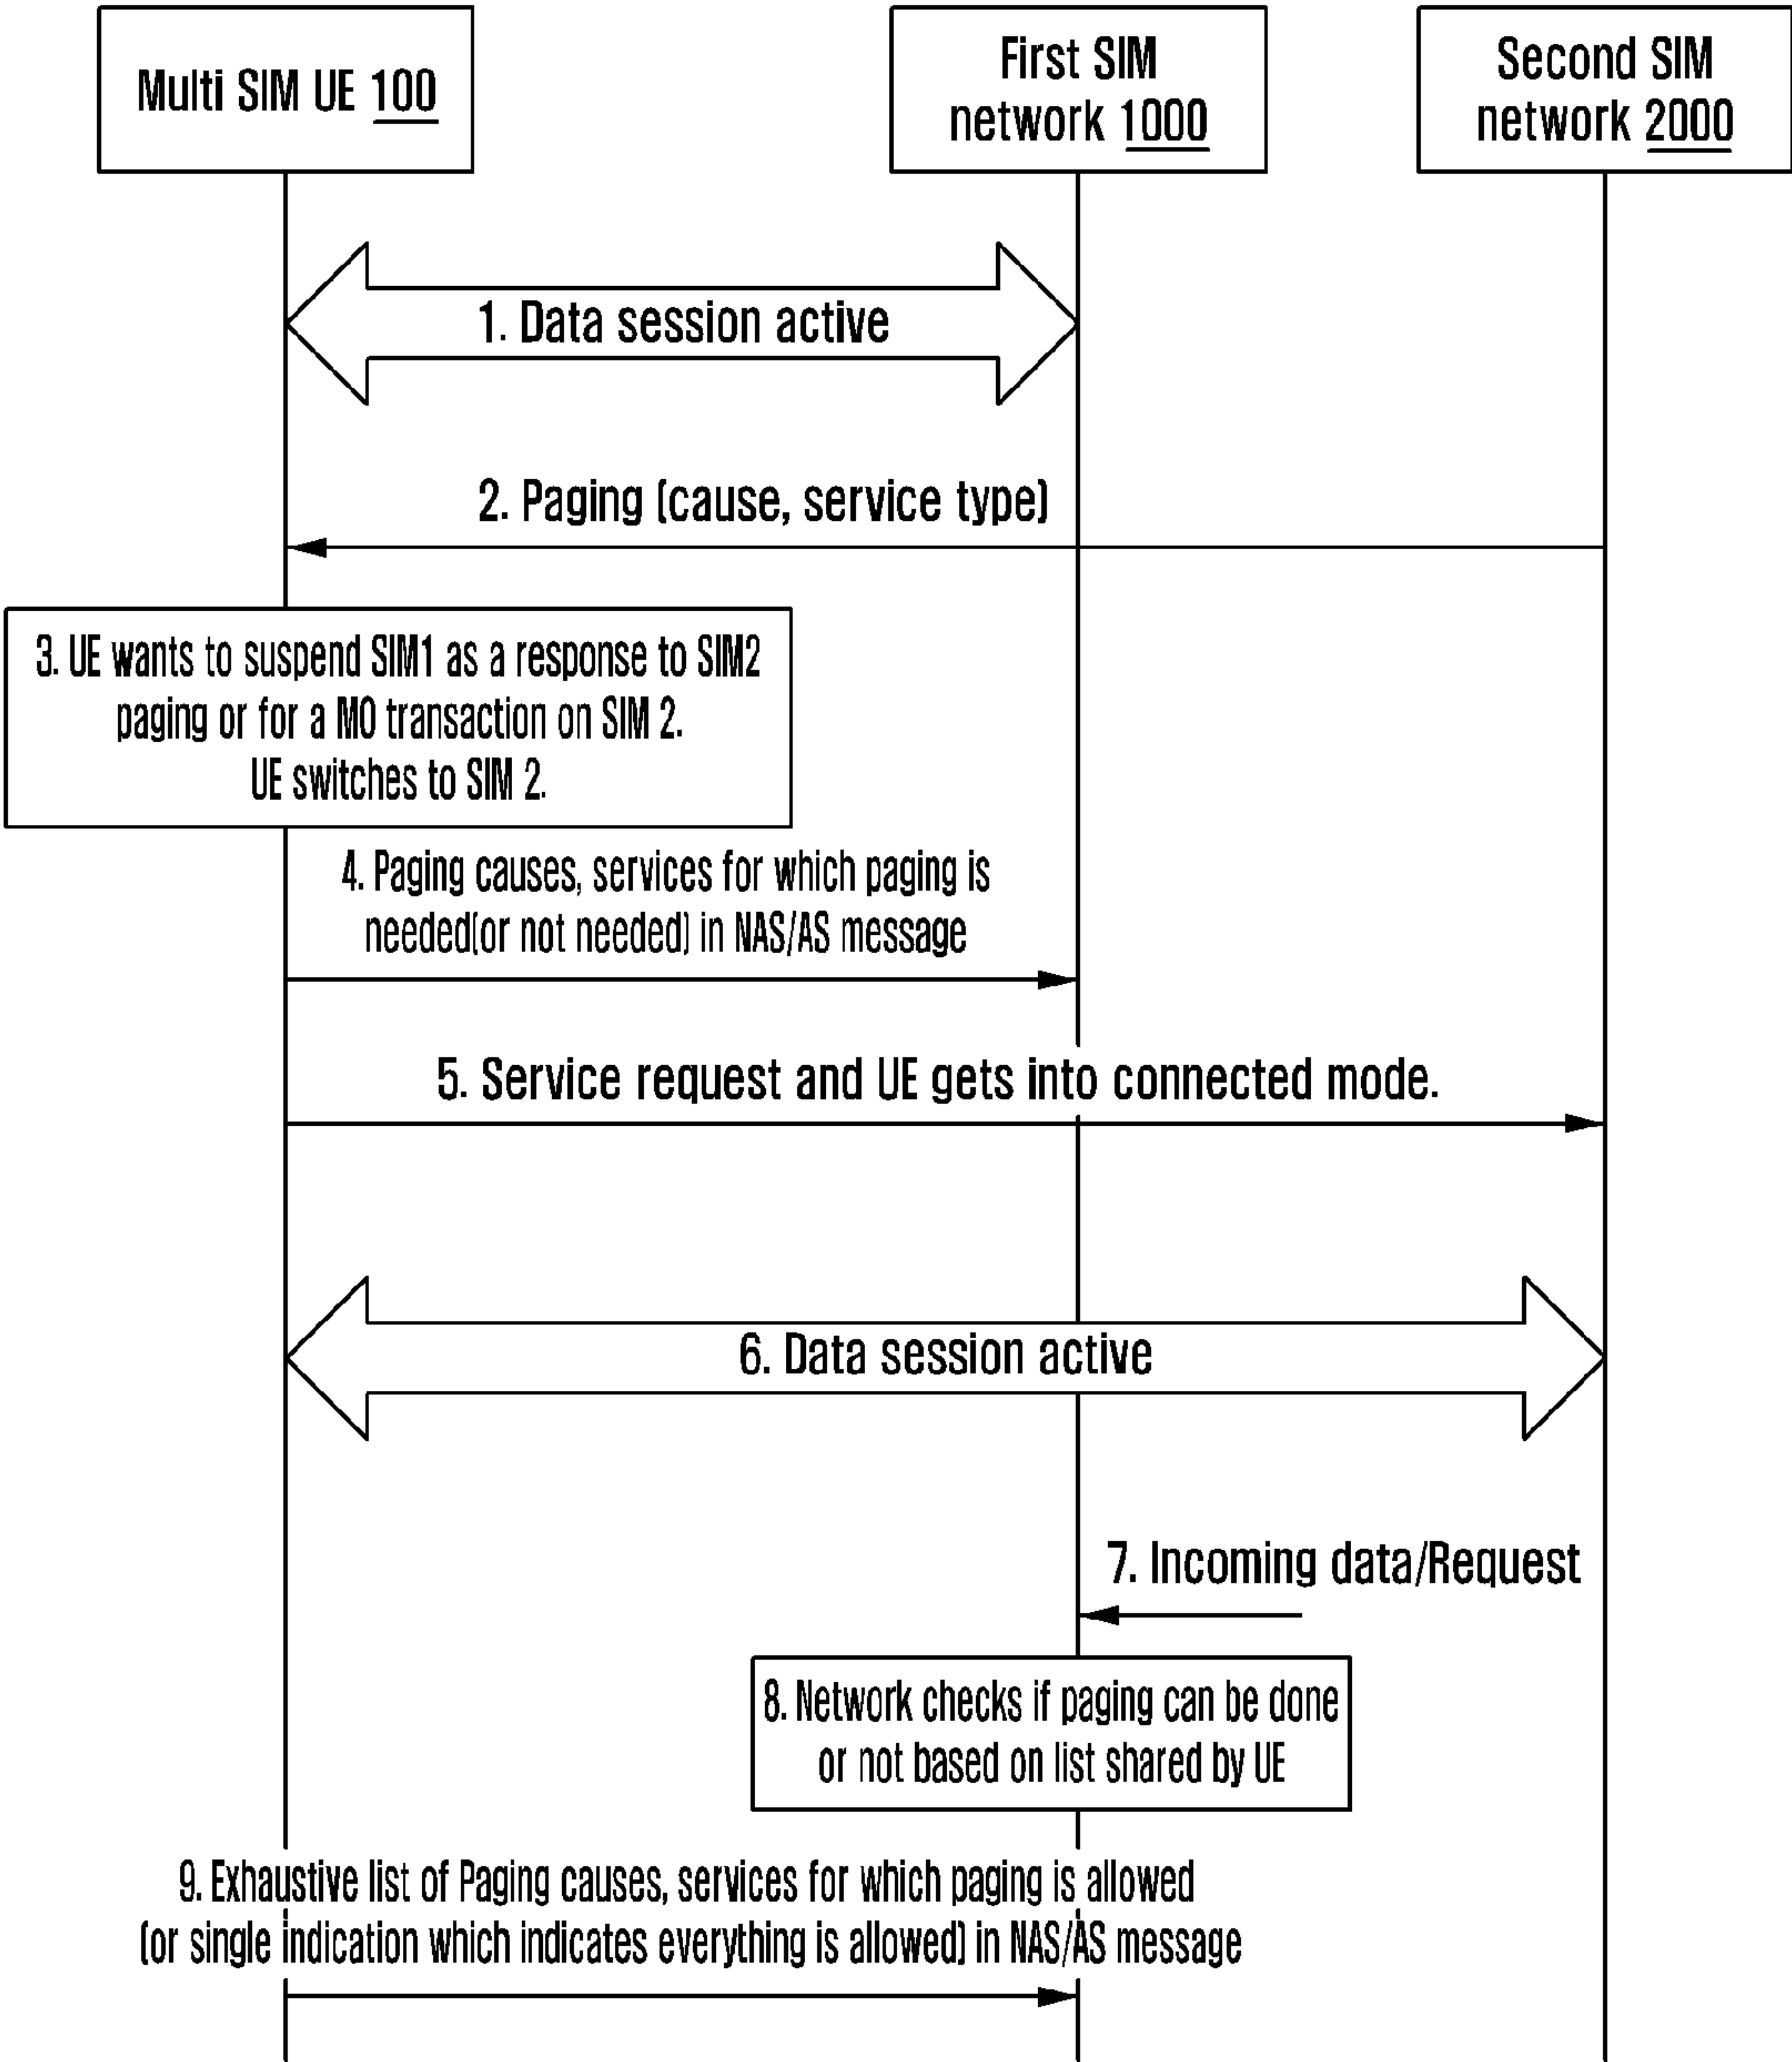 Multi SIM UE 100
First SIM
network 1000
Second SIM
network 2000
1. Data session active
2. Paging (cause, service type)
3. UE wants to suspend SIM1 as a response to SIM2
paging or for a MO transaction on SIM 2.
UE switches to SIM 2.
4. Paging causes, services for which paging is
needed(or not needed) in NAS/AS message
5. Service request and UE gets into connected mode.
6. Data session active
7. Incoming data/Request
8. Network checks if paging can be done
or not based on list shared by UE
9. Exhaustive list of Paging causes, services for which paging is allowed
(or single indication which indicates everything is allowed) in NAS/AS message